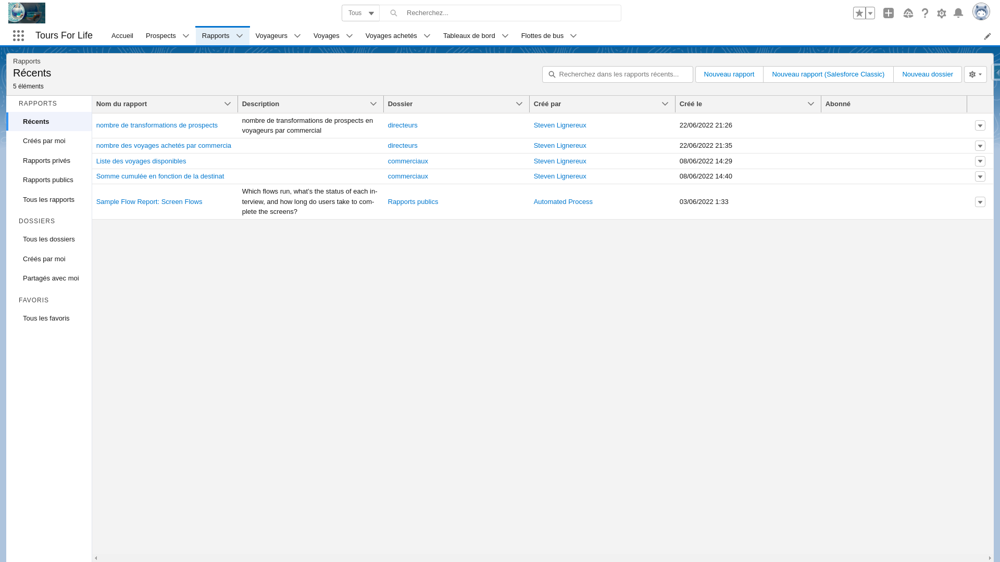 Tous
Recherchez...
Tours For Life
Accueil
Prospects
Rapports
Voyageurs
Voyages
Voyages achetés
Tableaux de bord
Flottes de bus
Rapports
Récents
5 éléments
Recherchez dans les rapports récents...
Nouveau rapport
Nouveau rapport (Salesforce Classic)
Nouveau dossier
RAPPORTS
Récents
Créés par moi
Rapports privés
Rapports publics
Tous les rapports
DOSSIERS
Tous les dossiers
Créés par moi
Partagés avec moi
FAVORIS
Tous les favoris
Nom du rapport
Description
Dossier
Créé par
Créé le
Abonné
nombre de transformations de prospects
nombre de transformations de prospects en
voyageurs par commercial
directeurs
Steven Lignereux
22/06/2022 21:26
nombre des voyages achetés par commercia
directeurs
Steven Lignereux
22/06/2022 21:35
Liste des voyages disponibles
commerciaux
Steven Lignereux
08/06/2022 14:29
Somme cumulée en fonction de la destinat
commerciaux
Steven Lignereux
08/06/2022 14:40
Sample Flow Report: Screen Flows
Which flows run, what's the status of each in-
terview, and how long do users take to com-
plete the screens?
Rapports publics
Automated Process
03/06/2022 1:33